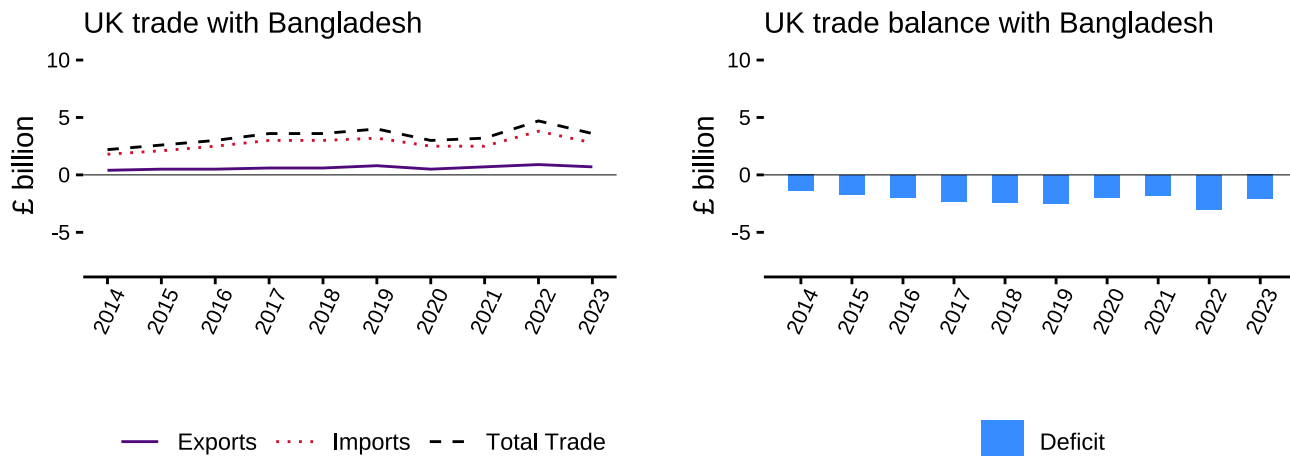 UK trade with Bangladesh
10
5
0
-5
£ billion
2014 2015 2016 2017 2018 2019 2020 2021 2022 2023
Exports Imports Total Trade
UK trade balance with Bangladesh
10
5
0
-5
£ billion
2014 2015 2016 2017 2018 2019 2020 2021 2022 2023
Deficit